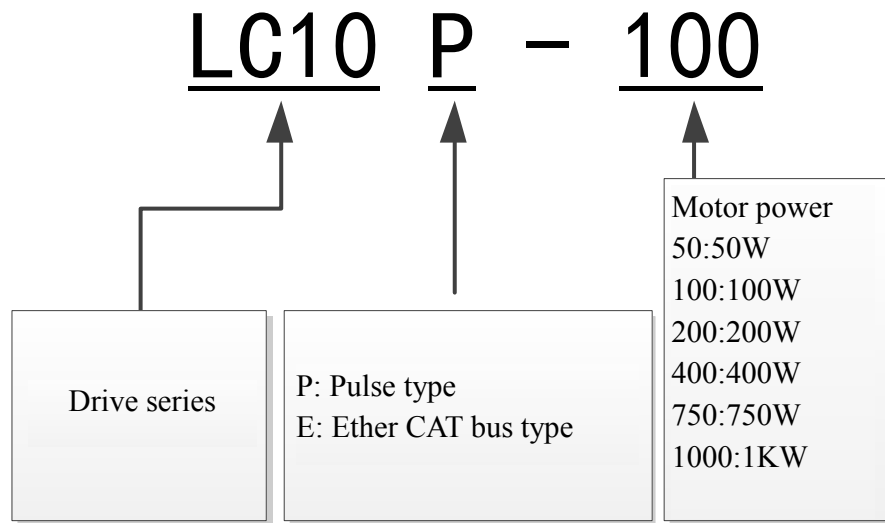 LC10 P - 100
Drive series
P: Pulse type
E: Ether CAT bus type
Motor power
50:50W
100:100W
200:200W
400:400W
750:750W
1000:1KW